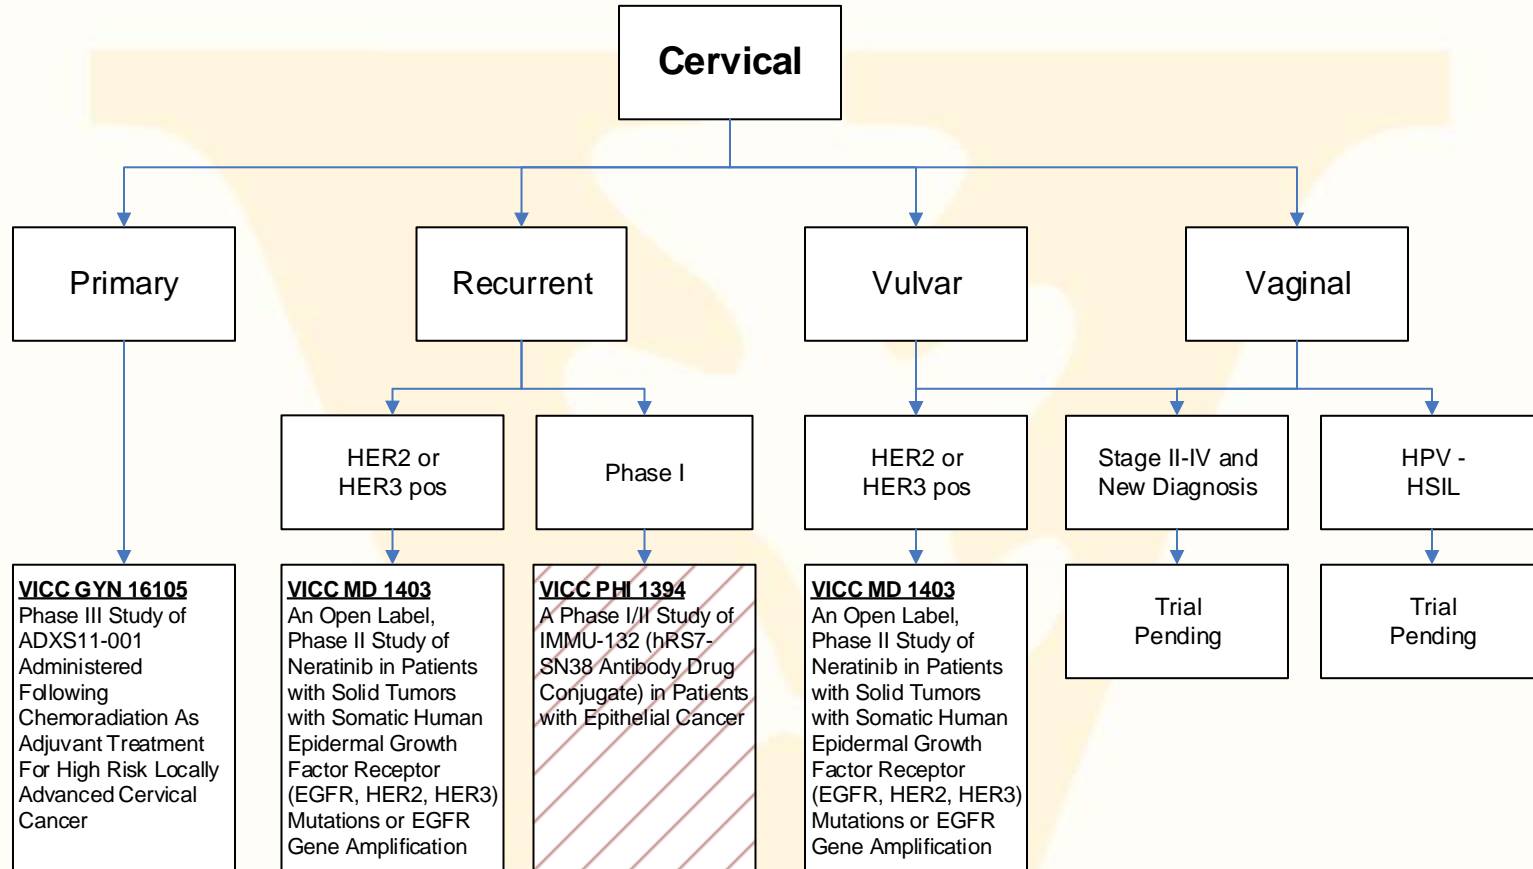 Cervical
Primary
Recurrent
Vulvar
Vaginal
HER2 or
HER3 pos
Phase I
HER2 or
HER3 pos
Stage II-IV and
New Diagnosis
HPV -
HSIL
VICC GYN 16105
Phase III Study of
ADXS11-001
Administered
Following
Chemoradiation As
Adjuvant Treatment
For High Risk Locally
Advanced Cervical
Cancer
VICC MD 1403
An Open Label,
Phase II Study of
Neratinib in Patients
with Solid Tumors
with Somatic Human
Epidermal Growth
Factor Receptor
(EGFR, HER2, HER3)
Mutations or EGFR
Gene Amplification
VICC PHI 1394
A Phase I/II Study of
IMMU-132 (hRS7-
SN38 Antibody Drug
Conjugate) in Patients
with Epithelial Cancer
VICC MD 1403
An Open Label,
Phase II Study of
Neratinib in Patients
with Solid Tumors
with Somatic Human
Epidermal Growth
Factor Receptor
(EGFR, HER2, HER3)
Mutations or EGFR
Gene Amplification
Trial
Pending
Trial
Pending